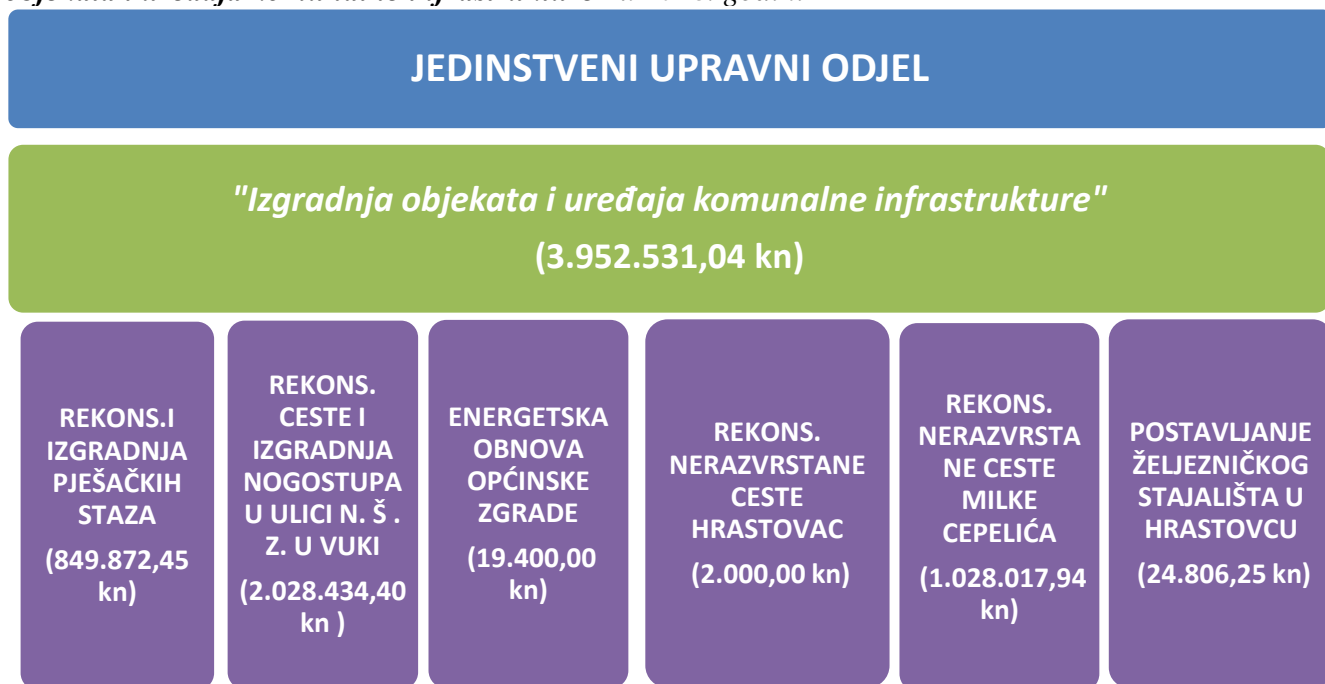 JEDINSTVENI UPRAVNI ODJEL
"Izgradnja objekata i uređaja komunalne infrastrukture"
(3.952.531,04 kn)
REKONS.I
IZGRADNJA
PJEŠAČKIH
STAZA
(849.872,45
kn)
REKONS.
CESTE I
IZGRADNJA
NOGOSTUPA
U ULICI N. Š .
Z. U VUKI
(2.028.434,40
kn )
ENERGETSKA
OBNOVA
OPĆINSKE
ZGRADE
(19.400,00
kn)
REKONS.
NERAZVRSTANE
CESTE
HRASTOVAC
(2.000,00 kn)
REKONS.
NERAZVRSTA
NE CESTE
MILKE
CEPELIĆA
(1.028.017,94
kn)
POSTAVLJANJE
ŽELJEZNIČKOG
STAJALIŠTA U
HRASTOVCU
(24.806,25 kn)